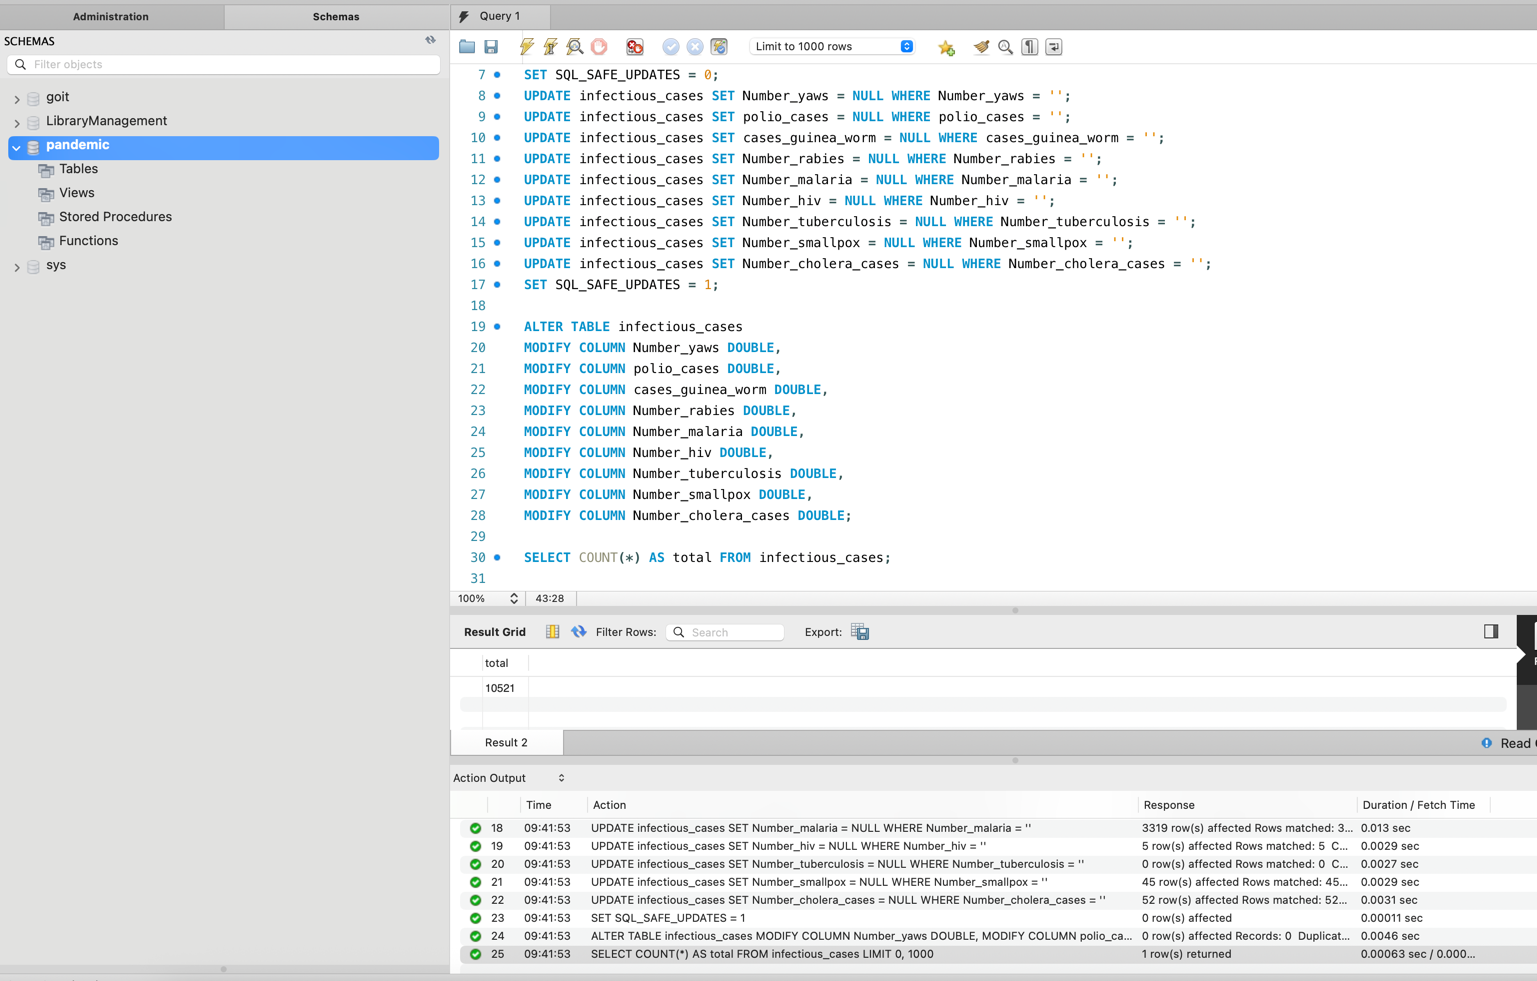 Administration
Schemas
Query 1
SCHEMAS
Filter objects
goit
LibraryManagement
pandemic
Tables
Views
Stored Procedures
Functions
sys
Limit to 1000 rows
7 SET SQL_SAFE_UPDATES = 0;
8 UPDATE infectious_cases SET Number_yaws = NULL WHERE Number_yaws = '';
9 UPDATE infectious_cases SET polio_cases = NULL WHERE polio_cases = '';
10 UPDATE infectious_cases SET cases_guinea_worm = NULL WHERE cases_guinea_worm = '';
11 UPDATE infectious_cases SET Number_rabies = NULL WHERE Number_rabies = '';
12 UPDATE infectious_cases SET Number_malaria = NULL WHERE Number_malaria = '';
13 UPDATE infectious_cases SET Number_hiv = NULL WHERE Number_hiv = '';
14 UPDATE infectious_cases SET Number_tuberculosis = NULL WHERE Number_tuberculosis = '';
15 UPDATE infectious_cases SET Number_smallpox = NULL WHERE Number_smallpox = '';
16 UPDATE infectious_cases SET Number_cholera_cases = NULL WHERE Number_cholera_cases = '';
17 SET SQL_SAFE_UPDATES = 1;
18
19 ALTER TABLE infectious_cases
20 MODIFY COLUMN Number_yaws DOUBLE,
21 MODIFY COLUMN polio_cases DOUBLE,
22 MODIFY COLUMN cases_guinea_worm DOUBLE,
23 MODIFY COLUMN Number_rabies DOUBLE,
24 MODIFY COLUMN Number_malaria DOUBLE,
25 MODIFY COLUMN Number_hiv DOUBLE,
26 MODIFY COLUMN Number_tuberculosis DOUBLE,
27 MODIFY COLUMN Number_smallpox DOUBLE,
28 MODIFY COLUMN Number_cholera_cases DOUBLE;
29
30 SELECT COUNT(*) AS total FROM infectious_cases;
31
100% 43:28
Result Grid Filter Rows: Search Export:
total
10521
Result 2 Read
Action Output
Time Action Response Duration / Fetch Time
18 09:41:53 UPDATE infectious_cases SET Number_malaria = NULL WHERE Number_malaria = '' 3319 row(s) affected Rows matched: 3... 0.013 sec
19 09:41:53 UPDATE infectious_cases SET Number_hiv = NULL WHERE Number_hiv = '' 5 row(s) affected Rows matched: 5 C... 0.0029 sec
20 09:41:53 UPDATE infectious_cases SET Number_tuberculosis = NULL WHERE Number_tuberculosis = '' 0 row(s) affected Rows matched: 0 C... 0.0027 sec
21 09:41:53 UPDATE infectious_cases SET Number_smallpox = NULL WHERE Number_smallpox = '' 45 row(s) affected Rows matched: 45... 0.0029 sec
22 09:41:53 UPDATE infectious_cases SET Number_cholera_cases = NULL WHERE Number_cholera_cases = '' 52 row(s) affected Rows matched: 52... 0.0031 sec
23 09:41:53 SET SQL_SAFE_UPDATES = 1 0 row(s) affected 0.00011 sec
24 09:41:53 ALTER TABLE infectious_cases MODIFY COLUMN Number_yaws DOUBLE, MODIFY COLUMN polio_ca... 0 row(s) affected Records: 0 Duplicat... 0.0046 sec
25 09:41:53 SELECT COUNT(*) AS total FROM infectious_cases LIMIT 0, 1000 1 row(s) returned 0.00063 sec / 0.000...